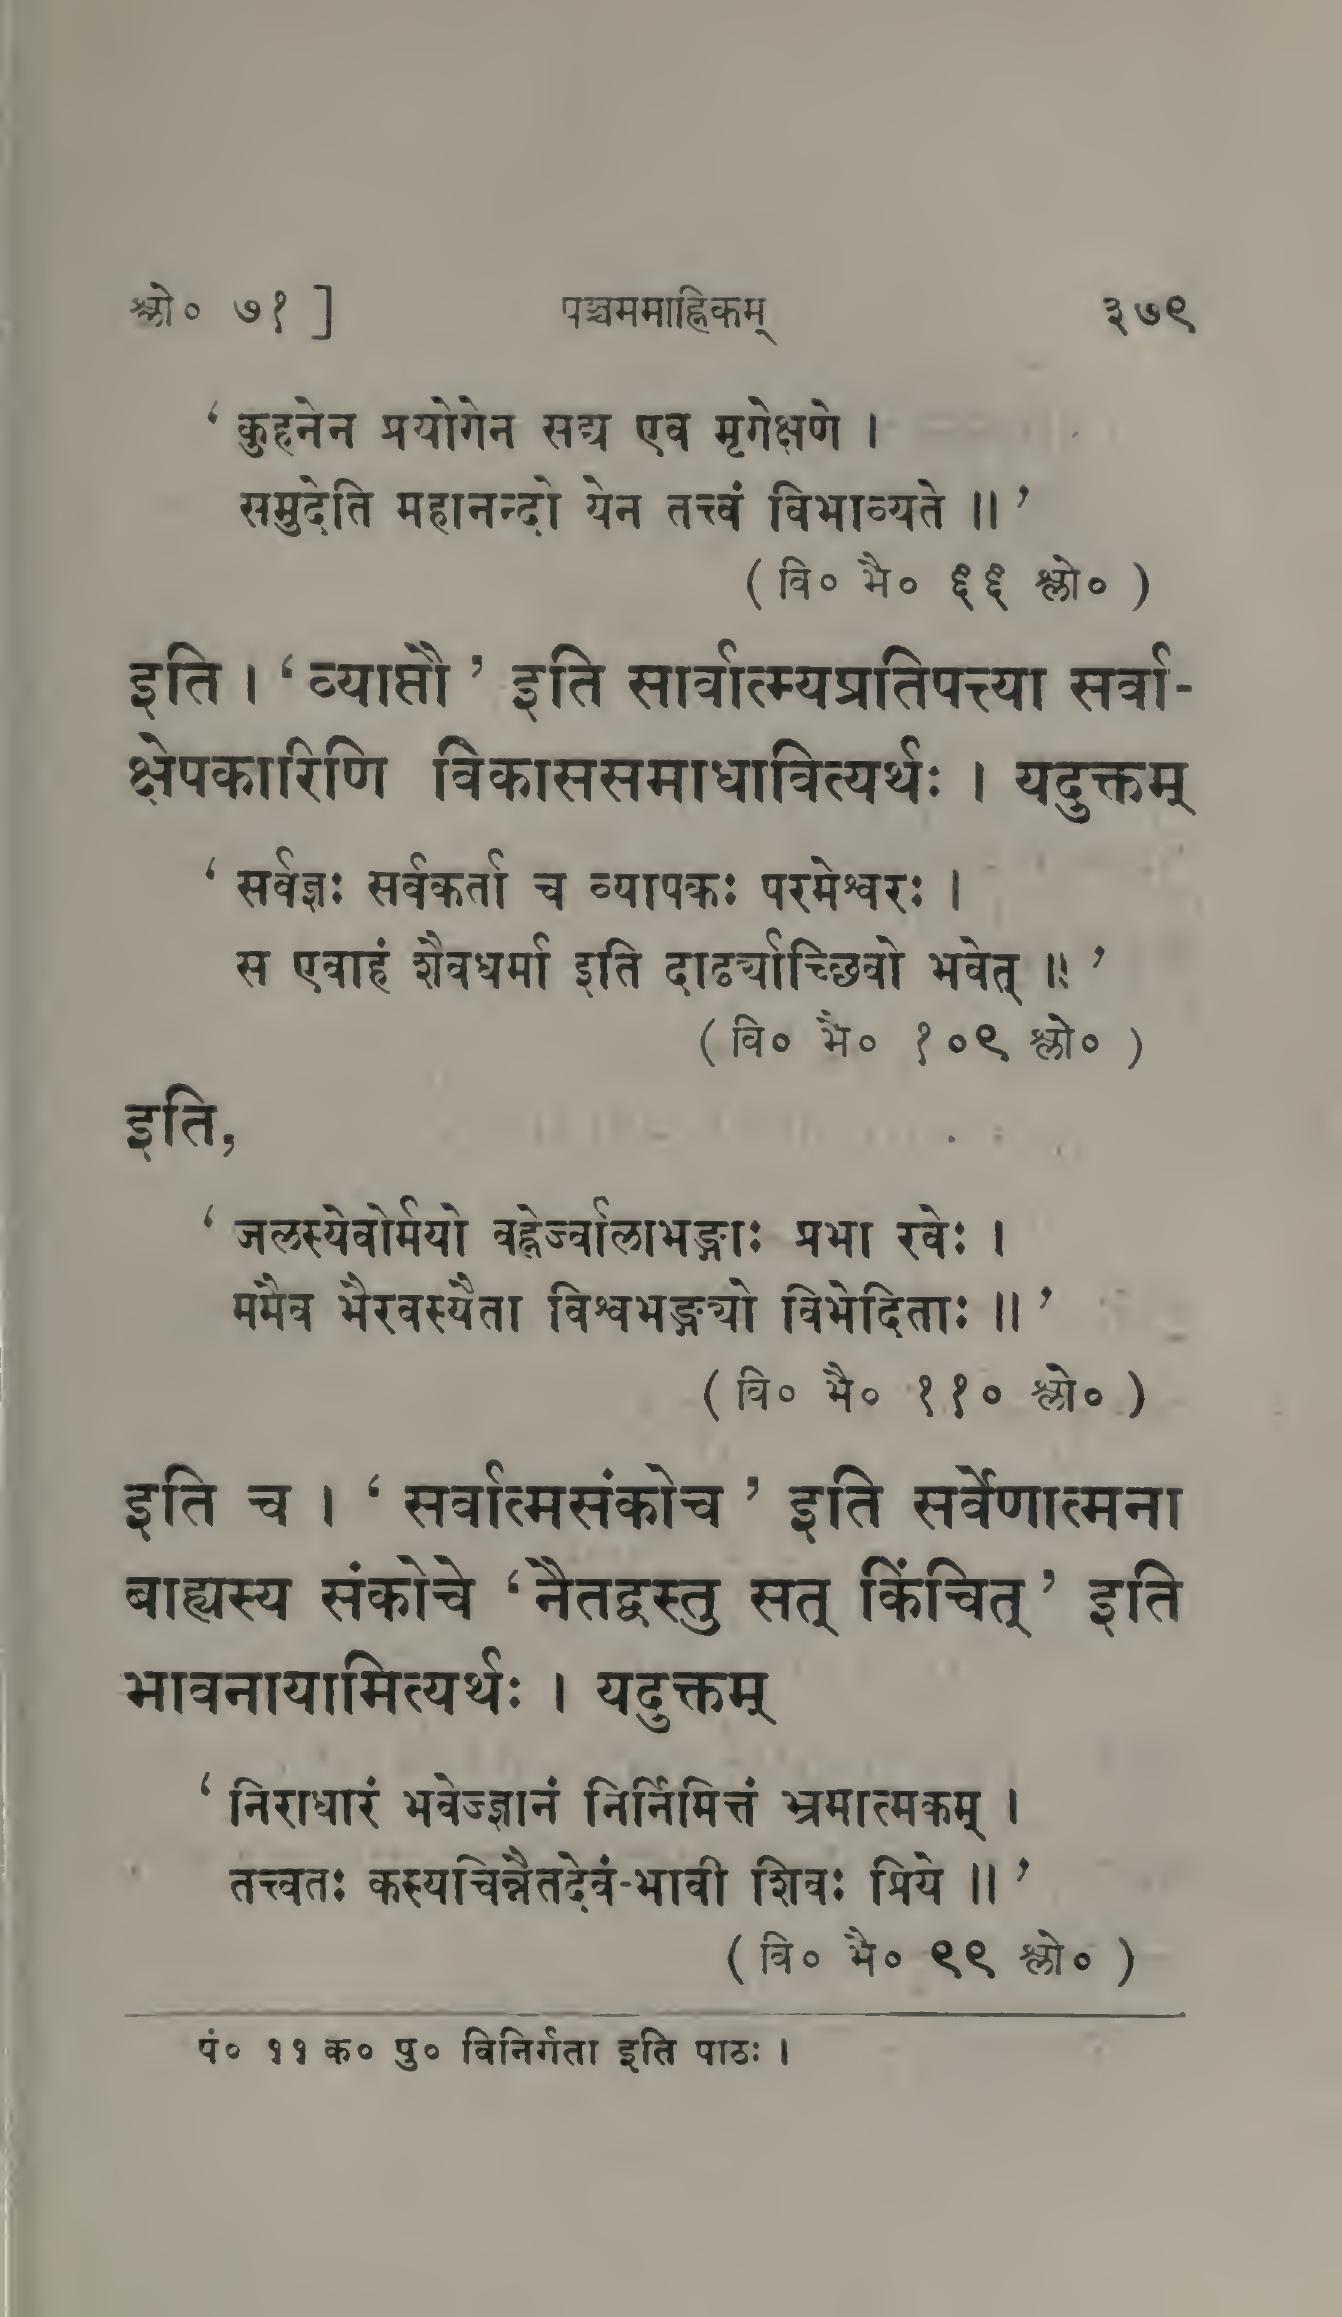 श्लो० ७१ ] पञ्चममाह्निकम् ३७९
‘ कुहनेन प्रयोगेन सद्य एव मृगेक्षणे ।
समुदेति महानन्दो येन तत्त्वं विभाव्यते ॥ ’
( वि० भै० ६६ श्लो० )
इति । ‘ व्याप्तौ ’ इति सार्वात्म्यप्रतिपत्त्या सर्वा-
क्षेपकारिणि विकाससमाधावित्यर्थः । यदुक्तम्
‘ सर्वज्ञः सर्वकर्ता च व्यापकः परमेश्वरः ।
स एवाहं शैवधर्मा इति दार्ढ्याच्छिवो भवेत् ॥ ’
( वि० भै० १०९ श्लो० )
इति,
‘ जलस्येवोर्मयो वह्नेर्ज्वालाभङ्गाः प्रभा रवेः ।
ममैव भैरवस्यैता विश्वभङ्ग्यो विभेदिताः ॥ ’
( वि० भै० ११० श्लो० )
इति च । ‘ सर्वात्मसंकोच ’ इति सर्वेणात्मना
बाह्यस्य संकोचे ‘ नैतद्वस्तु सत् किंचित् ’ इति
भावनायामित्यर्थः । यदुक्तम्
‘ निराधारं भवेज्ज्ञानं निर्निमित्तं भ्रमात्मकम् ।
तत्त्वतः कस्यचिन्नैतदेवं-भावी शिवः प्रिये ॥ ’
( वि० भै० ९९ श्लो० )
पं० ११ क० पु० विनिर्गता इति पाठः ।